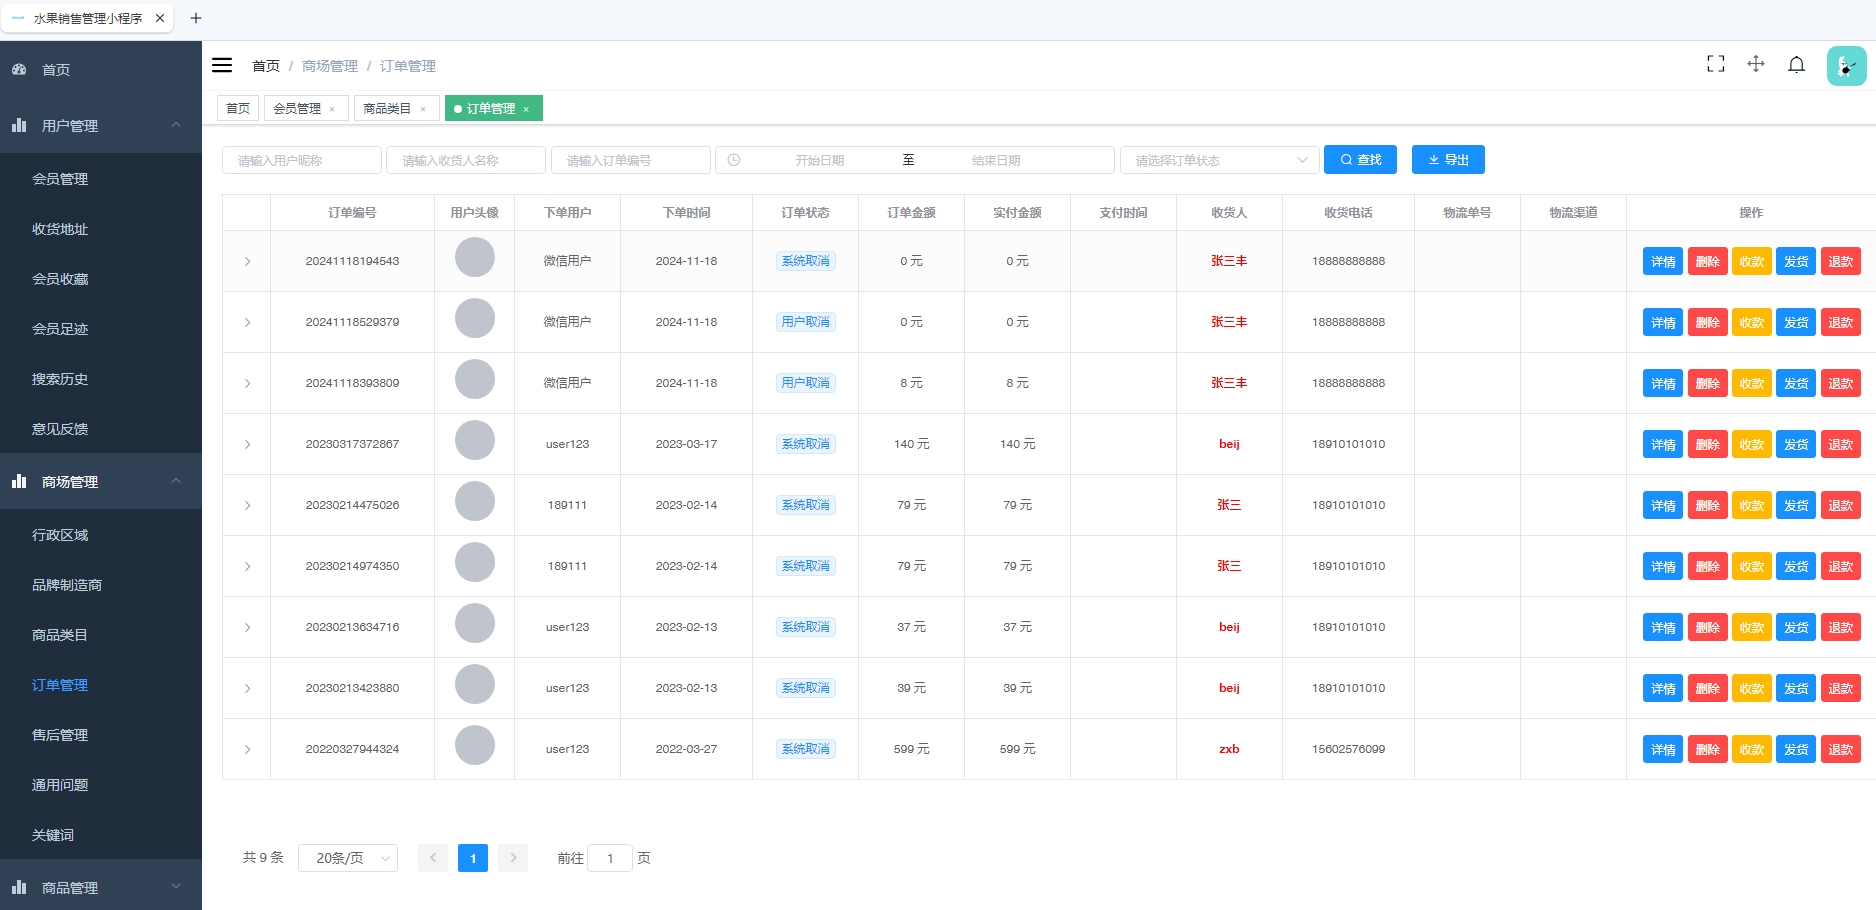 水果销售管理小程序
首页
用户管理
会员管理
收货地址
会员收藏
会员足迹
搜索历史
意见反馈
商场管理
行政区域
品牌制造商
商品类目
订单管理
售后管理
通用问题
关键词
商品管理
首页 / 商场管理 / 订单管理
首页 会员管理 × 商品类目 × 订单管理 ×
请输入用户昵称 请输入收货人名称 请输入订单编号 开始日期 至 结束日期 请选择订单状态 查找 导出
订单编号 用户头像 下单用户 下单时间 订单状态 订单金额 实付金额 支付时间 收货人 收货电话 物流单号 物流渠道 操作
20241118194543 微信用户 2024-11-18 系统取消 0 元 0 元 张三丰 18888888888 详情 删除 收款 发货 退款
20241118529379 微信用户 2024-11-18 用户取消 0 元 0 元 张三丰 18888888888 详情 删除 收款 发货 退款
20241118393809 微信用户 2024-11-18 用户取消 8 元 8 元 张三丰 18888888888 详情 删除 收款 发货 退款
20230317372867 user123 2023-03-17 系统取消 140 元 140 元 beij 18910101010 详情 删除 收款 发货 退款
20230214475026 189111 2023-02-14 系统取消 79 元 79 元 张三 18910101010 详情 删除 收款 发货 退款
20230214974350 189111 2023-02-14 系统取消 79 元 79 元 张三 18910101010 详情 删除 收款 发货 退款
20230213634716 user123 2023-02-13 系统取消 37 元 37 元 beij 18910101010 详情 删除 收款 发货 退款
20230213423880 user123 2023-02-13 系统取消 39 元 39 元 beij 18910101010 详情 删除 收款 发货 退款
20220327944324 user123 2022-03-27 系统取消 599 元 599 元 zxb 15602576099 详情 删除 收款 发货 退款
共 9 条 20条/页 1 前往 1 页